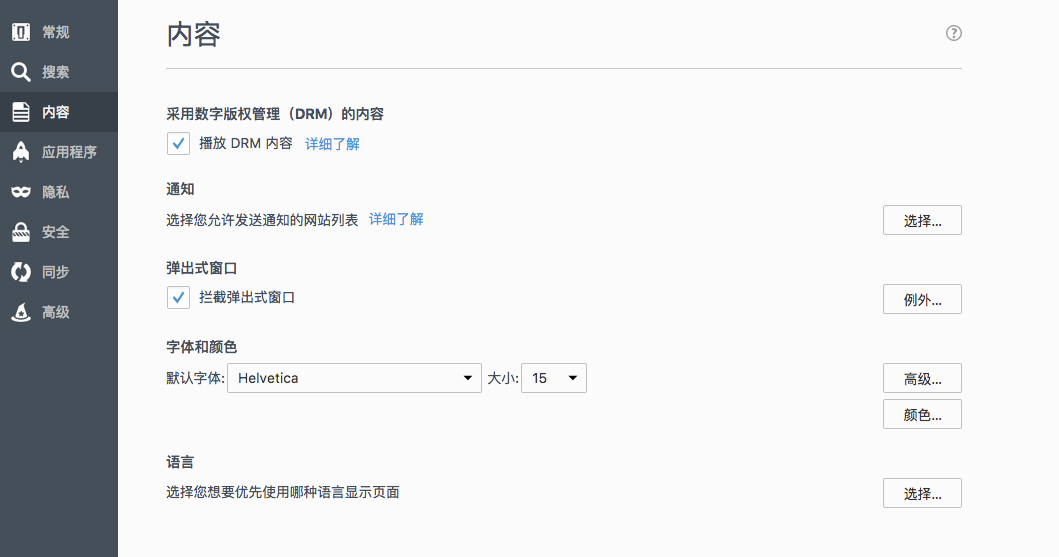 常规
搜索
内容
应用程序
隐私
安全
同步
高级
内容
?
采用数字版权管理（DRM）的内容
播放 DRM 内容 详细了解
通知
选择您允许发送通知的网站列表 详细了解 选择...
弹出式窗口
拦截弹出式窗口 例外...
字体和颜色
默认字体: Helvetica 大小: 15 高级...
颜色...
语言
选择您想要优先使用哪种语言显示页面 选择...